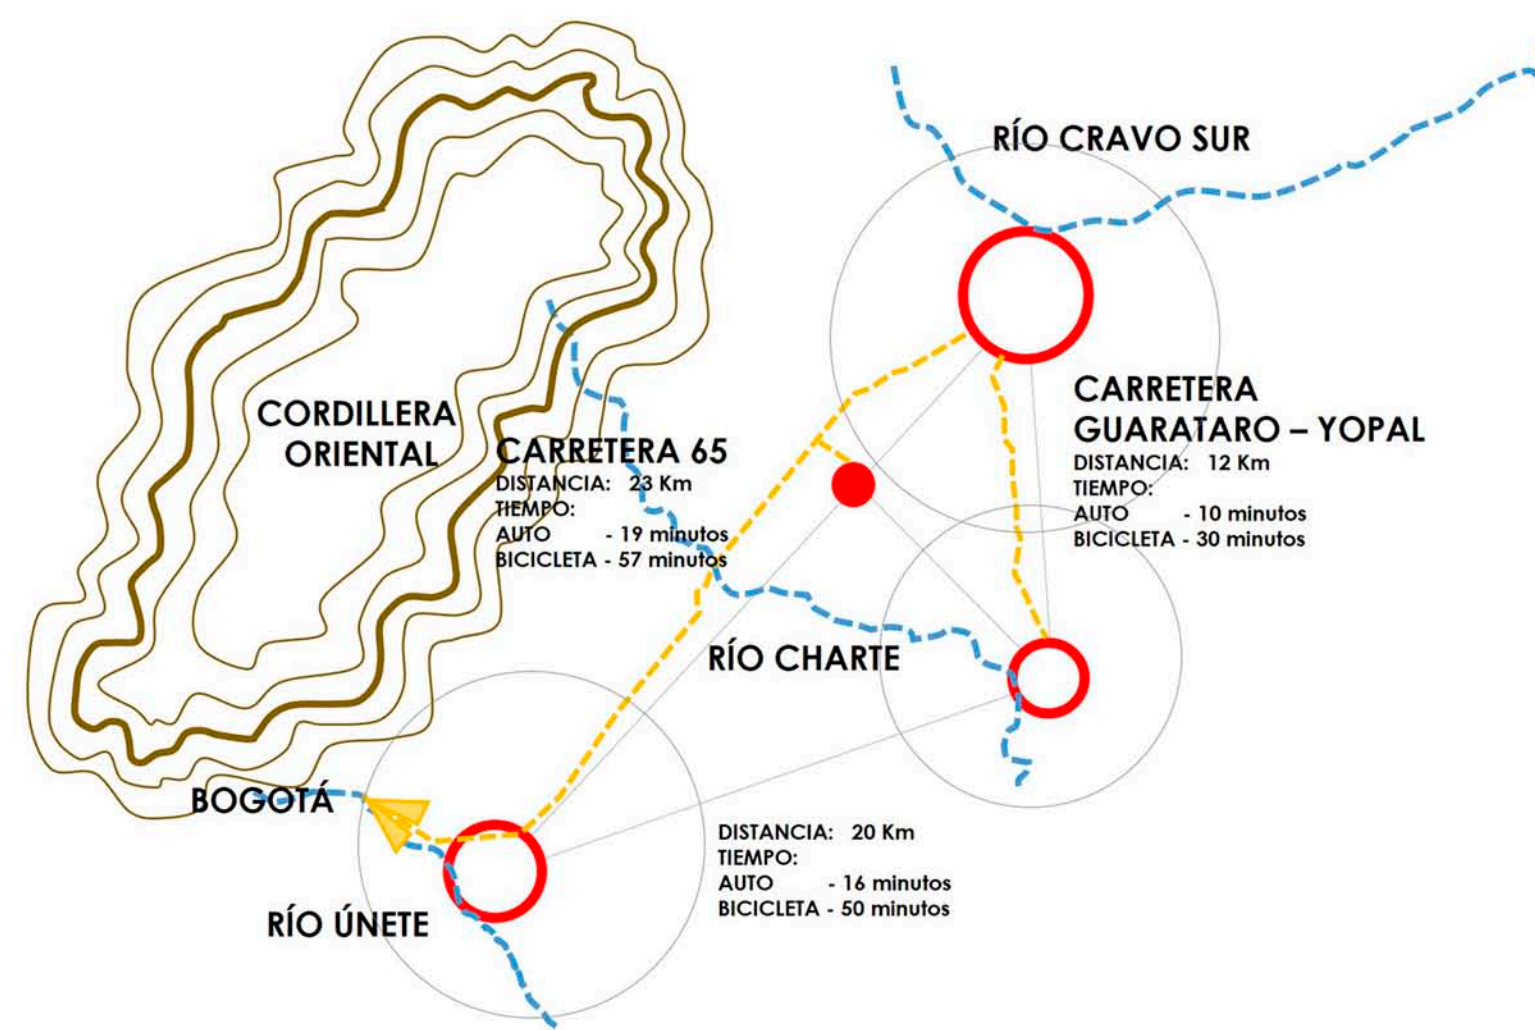 RÍO CRAVO SUR
CORDILLERA
ORIENTAL
CARRETERA 65
DISTANCIA: 23 Km
TIEMPO:
AUTO - 19 minutos
BICICLETA - 57 minutos
CARRETERA
GUARATARO – YOPAL
DISTANCIA: 12 Km
TIEMPO:
AUTO - 10 minutos
BICICLETA - 30 minutos
RÍO CHARTE
BOGOTÁ
RÍO ÚNETE
DISTANCIA: 20 Km
TIEMPO:
AUTO - 16 minutos
BICICLETA - 50 minutos